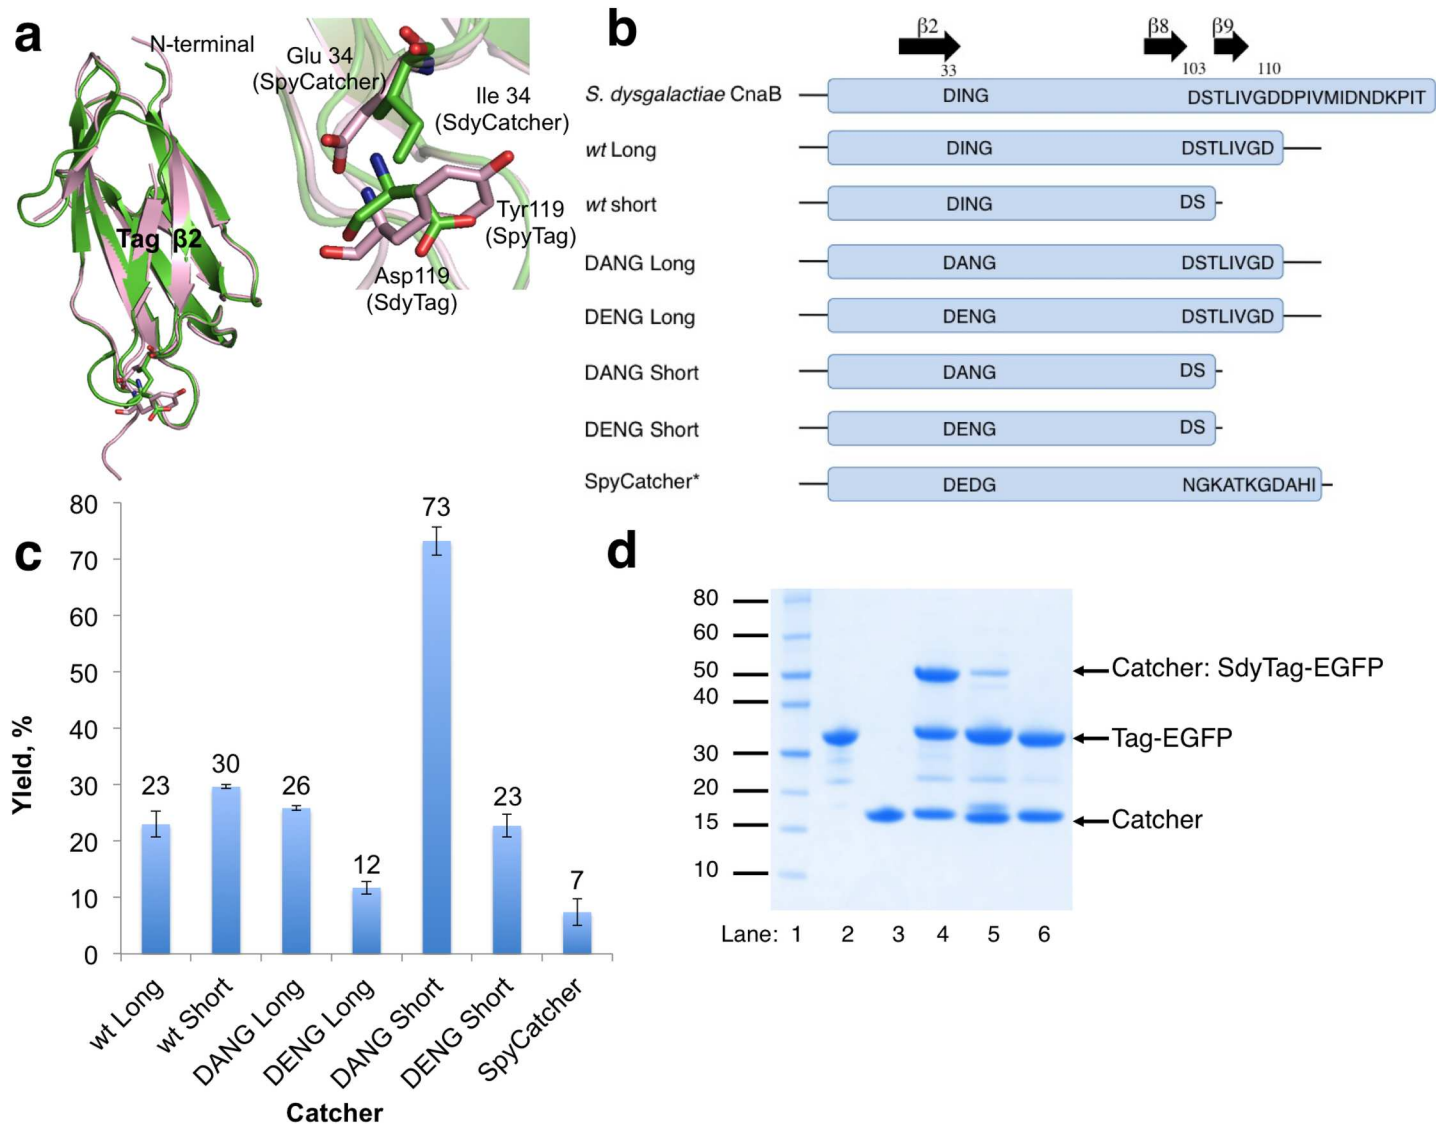 a
N-terminal
Glu 34
(SpyCatcher)
Ile 34
(SdyCatcher)
Tyr119
(SpyTag)
Asp119
(SdyTag)
Tag β2
b
β2
β8
β9
33
103
110
S. dysgalactiae CnaB
DING
DSTLIVGDDPIVMIDNDKPIT
wt Long
DING
DSTLIVGD
wt short
DING
DS
DANG Long
DANG
DSTLIVGD
DENG Long
DENG
DSTLIVGD
DANG Short
DANG
DS
DENG Short
DENG
DS
SpyCatcher*
DEDG
NGKATKGDAHI
c
YIeld, %
80
70
60
50
40
30
20
10
0
23
30
26
12
73
23
7
wt Long
wt Short
DANG Long
DENG Long
DANG Short
DENG Short
SpyCatcher
Catcher
d
80
60
50
40
30
20
15
10
Catcher: SdyTag-EGFP
Tag-EGFP
Catcher
Lane: 1 2 3 4 5 6